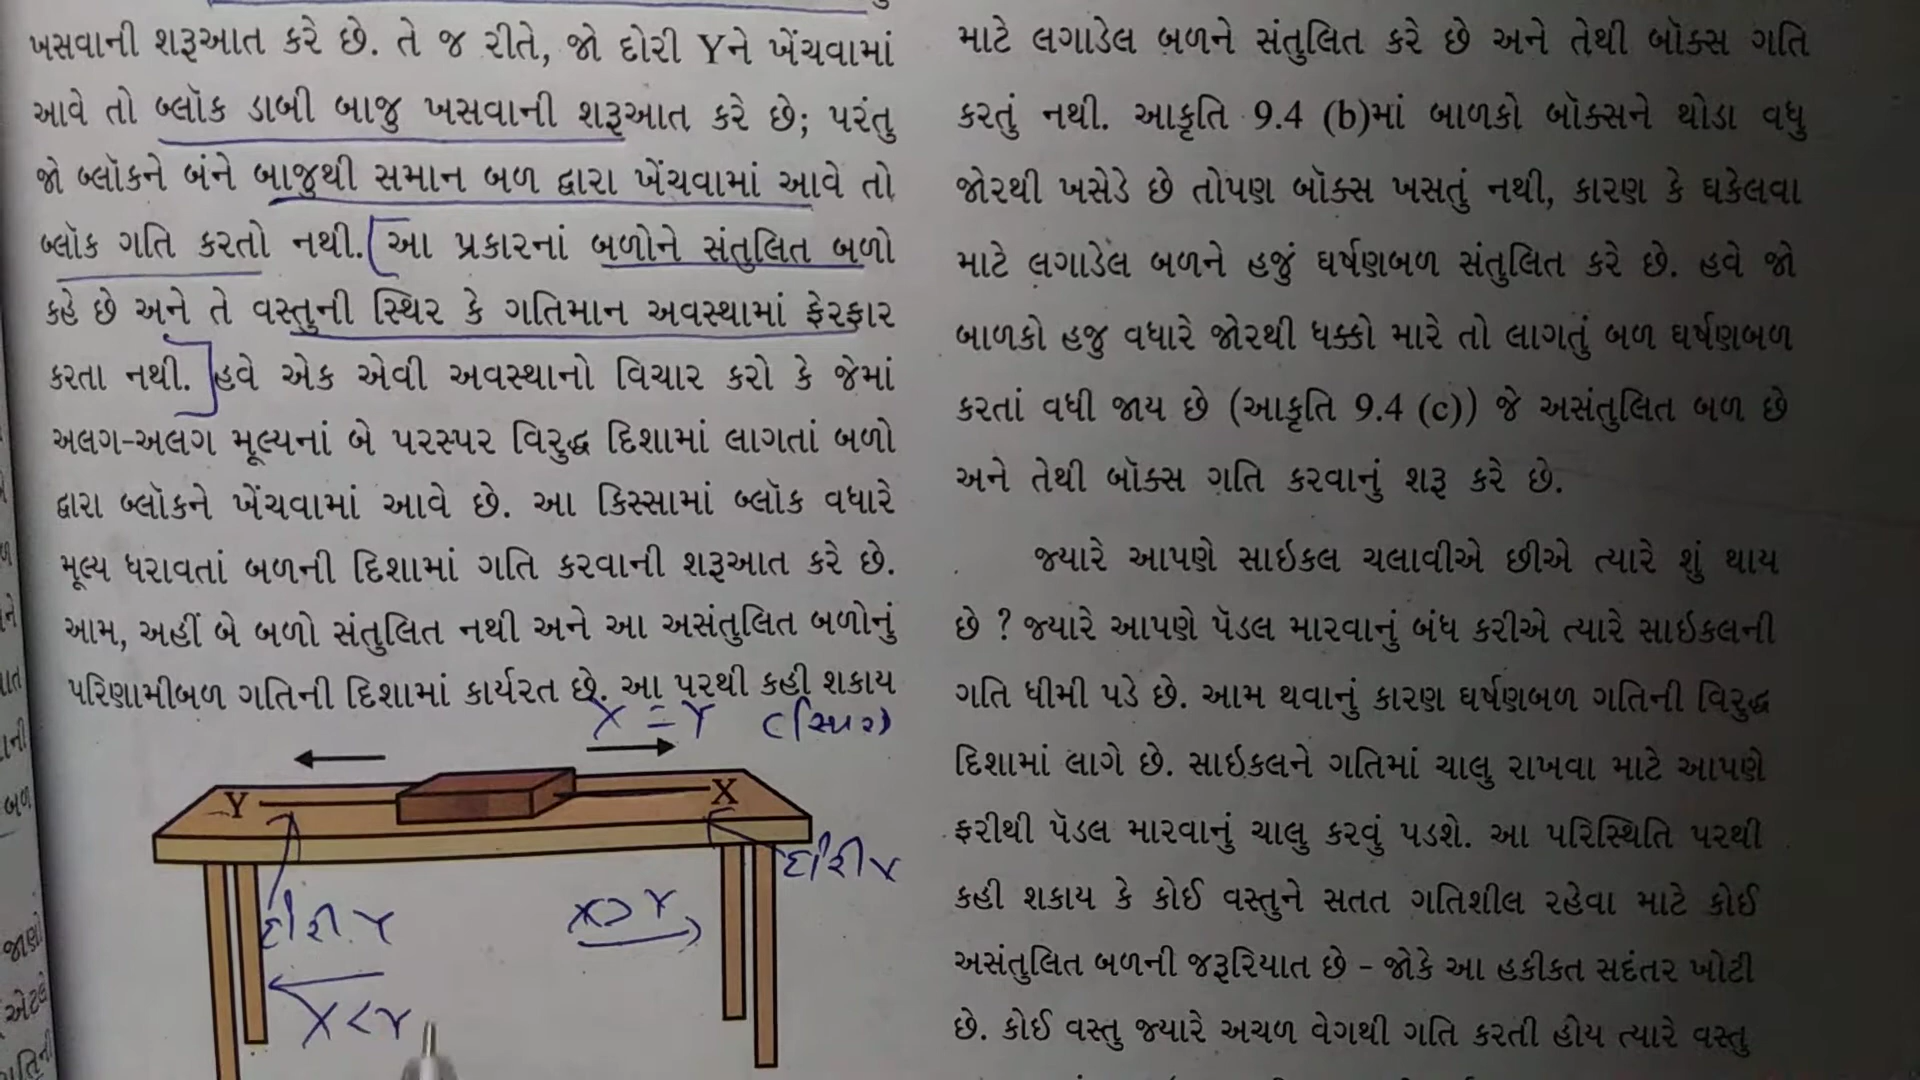 ખસવાની શરૂઆત કરે છે. તે જ રીતે, જો દોરી Yને ખેંચવામાં
આવે તો બ્લૉક ડાબી બાજુ ખસવાની શરૂઆત કરે છે; પરંતુ
જો બ્લૉકને બંને બાજુથી સમાન બળ દ્વારા ખેંચવામાં આવે તો
બ્લૉક ગતિ કરતો નથી. આ પ્રકારનાં બળોને સંતુલિત બળો
કહે છે અને તે વસ્તુની સ્થિર કે ગતિમાન અવસ્થામાં ફેરફાર
કરતા નથી. હવે એક એવી અવસ્થાનો વિચાર કરો કે જેમાં
અલગ-અલગ મૂલ્યનાં બે પરસ્પર વિરુદ્ધ દિશામાં લાગતાં બળો
દ્વારા બ્લૉકને ખેંચવામાં આવે છે. આ કિસ્સામાં બ્લૉક વધારે
મૂલ્ય ધરાવતાં બળની દિશામાં ગતિ કરવાની શરૂઆત કરે છે.
આમ, અહીં બે બળો સંતુલિત નથી અને આ અસંતુલિત બળોનું
પરિણામીબળ ગતિની દિશામાં કાર્યરત છે. આ પરથી કહી શકાય
X = Y (સ્થિર)
Y X
દોરી Y
દોરી X
X > Y
X < Y
માટે લગાડેલ બળને સંતુલિત કરે છે અને તેથી બૉક્સ ગતિ
કરતું નથી. આકૃતિ 9.4 (b)માં બાળકો બૉક્સને થોડા વધુ
જોરથી ખસેડે છે તોપણ બૉક્સ ખસતું નથી, કારણ કે ધકેલવા
માટે લગાડેલ બળને હજું ઘર્ષણબળ સંતુલિત કરે છે. હવે જો
બાળકો હજુ વધારે જોરથી ધક્કો મારે તો લાગતું બળ ઘર્ષણબળ
કરતાં વધી જાય છે (આકૃતિ 9.4 (c)) જે અસંતુલિત બળ છે
અને તેથી બૉક્સ ગતિ કરવાનું શરૂ કરે છે.
જ્યારે આપણે સાઇકલ ચલાવીએ છીએ ત્યારે શું થાય
છે ? જ્યારે આપણે પૅડલ મારવાનું બંધ કરીએ ત્યારે સાઇકલની
ગતિ ધીમી પડે છે. આમ થવાનું કારણ ઘર્ષણબળ ગતિની વિરુદ્ધ
દિશામાં લાગે છે. સાઇકલને ગતિમાં ચાલુ રાખવા માટે આપણે
ફરીથી પૅડલ મારવાનું ચાલુ કરવું પડશે. આ પરિસ્થિતિ પરથી
કહી શકાય કે કોઈ વસ્તુને સતત ગતિશીલ રહેવા માટે કોઈ
અસંતુલિત બળની જરૂરિયાત છે – જોકે આ હકીકત સદંતર ખોટી
છે. કોઈ વસ્તુ જ્યારે અચળ વેગથી ગતિ કરતી હોય ત્યારે વસ્તુ